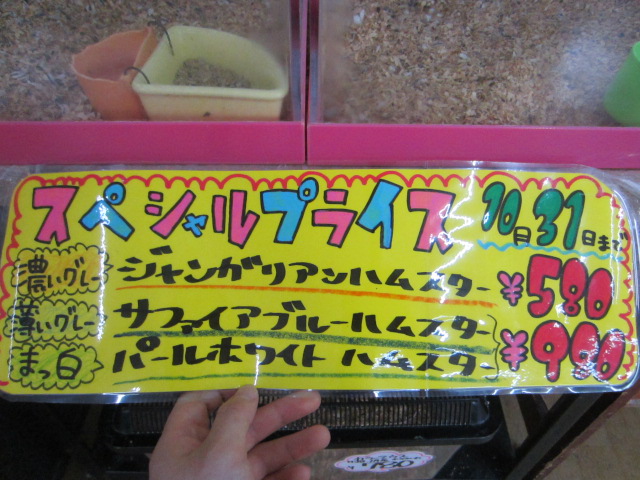 スペシャルプライス 10日31日まで
濃いグレー ジャンガリアンハムスター ¥580
薄いグレー サファイアブルーハムスター
まっ白 パールホワイト ハムスター ¥980